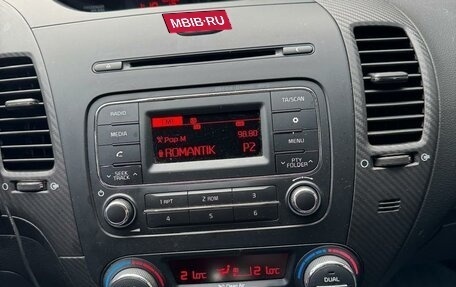 MBIB.RU
RADIO
MEDIA
SEEK
TRACK
FM1
Pop M
98.80
ROMANTIK P2
TA/SCAN
MENU
PTY
FOLDER
1 RPT
2 RDM
3
4
5
6
DUAL